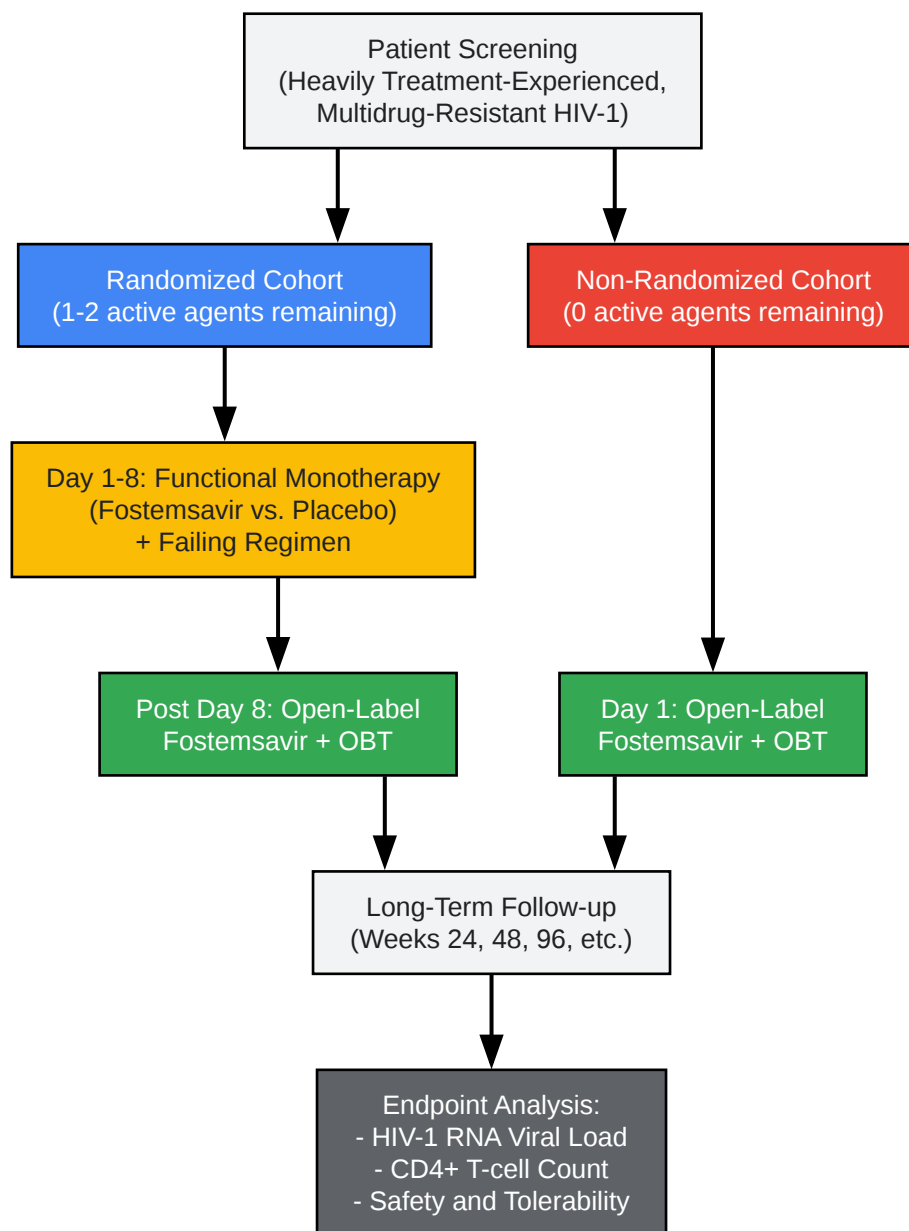 Patient Screening
(Heavily Treatment-Experienced,
Multidrug-Resistant HIV-1)
Randomized Cohort
(1-2 active agents remaining)
Non-Randomized Cohort
(0 active agents remaining)
Day 1-8: Functional Monotherapy
(Fostemsavir vs. Placebo)
+ Failing Regimen
Post Day 8: Open-Label
Fostemsavir + OBT
Day 1: Open-Label
Fostemsavir + OBT
Long-Term Follow-up
(Weeks 24, 48, 96, etc.)
Endpoint Analysis:
- HIV-1 RNA Viral Load
- CD4+ T-cell Count
- Safety and Tolerability